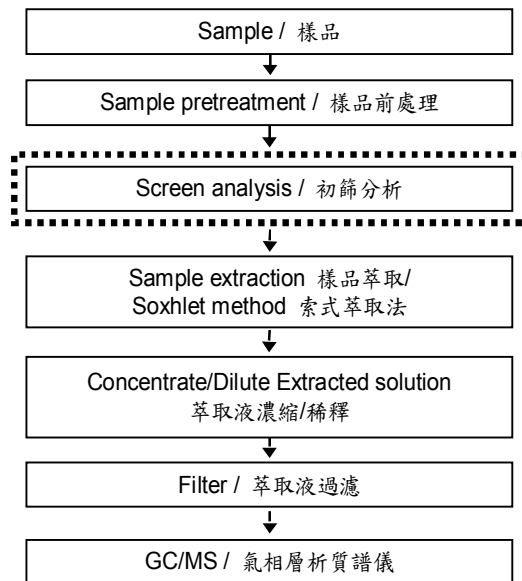 Sample / 樣品
Sample pretreatment / 樣品前處理
Screen analysis / 初篩分析
Sample extraction 樣品萃取/
Soxhlet method 索式萃取法
Concentrate/Dilute Extracted solution
萃取液濃縮/稀釋
Filter / 萃取液過濾
GC/MS / 氣相層析質譜儀